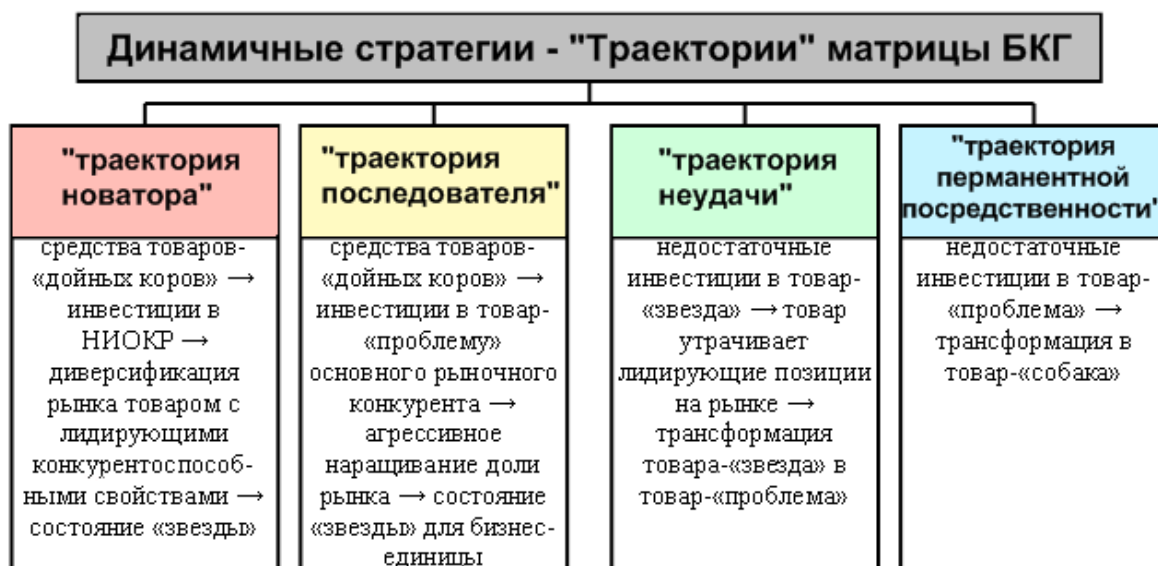 Динамичные стратегии - "Траектории" матрицы БКГ
"траектория
новатора"
средства товаров-
«дойных коров» →
инвестиции в
НИОКР →
диверсификация
рынка товаром с
лидирующими
конкурентоспособ-
ными свойствами →
состояние «звезды»
"траектория
последователя"
средства товаров-
«дойных коров» →
инвестиции в товар-
«проблему»
основного рыночного
конкурента →
агрессивное
наращивание доли
рынка → состояние
«звезды» для бизнес-
единицы
"траектория
неудачи"
недостаточные
инвестиции в товар-
«звезда» → товар
утрачивает
лидирующие позиции
на рынке →
трансформация
товара-«звезда» в
товар-«проблема»
"траектория
перманентной
посредственности"
недостаточные
инвестиции в товар-
«проблема» →
трансформация в
товар-«собака»